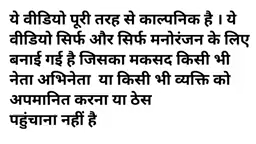 ये वीडियो पूरी तरह से काल्पनिक है । ये
वीडियो सिर्फ और सिर्फ मनोरंजन के लिए
बनाई गई है जिसका मकसद किसी भी
नेता अभिनेता या किसी भी व्यक्ति को
अपमानित करना या ठेस
पहुंचाना नहीं है